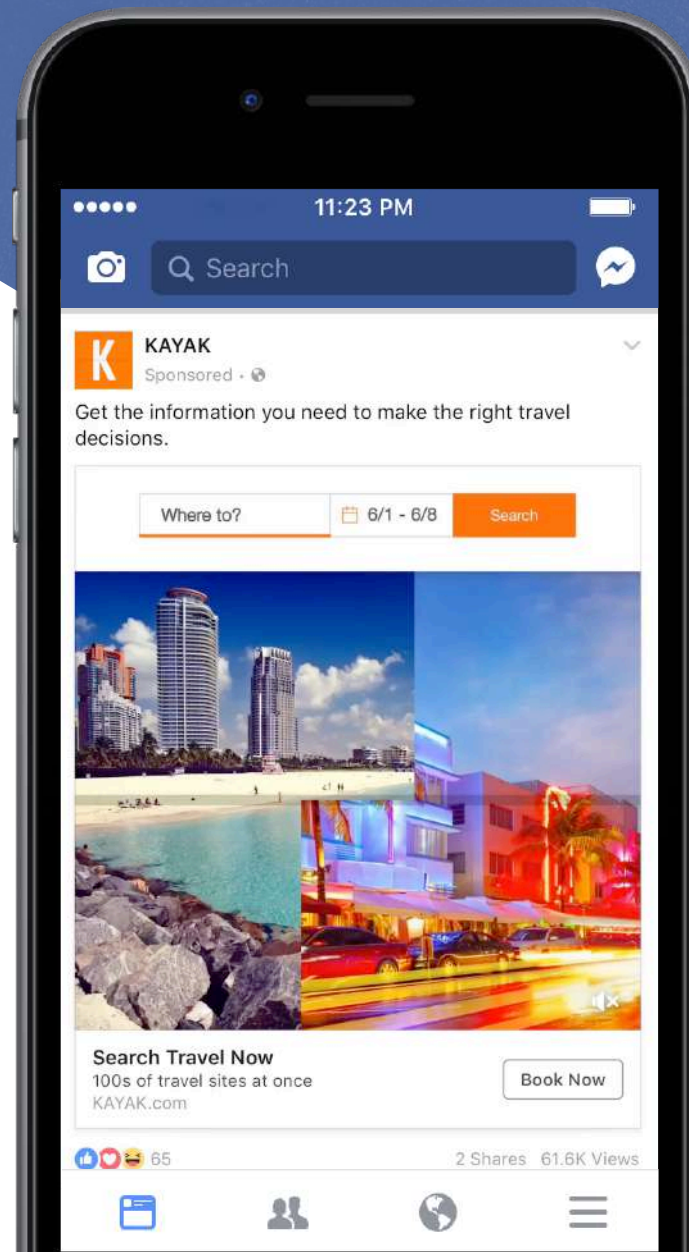 11:23 PM
Search
K
KAYAK
Sponsored
Get the information you need to make the right travel
decisions.
Where to?
6/1 - 6/8
Search
Search Travel Now
100s of travel sites at once
Book Now
KAYAK.com
65
2 Shares 61.6K Views